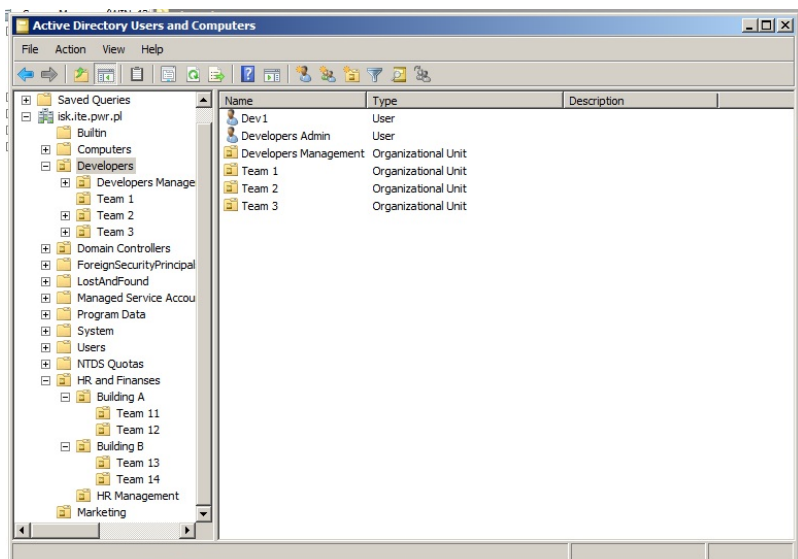 Active Directory Users and Computers
File Action View Help
Name Type Description
Saved Queries
isk.ite.pwr.pl
Builtin
Computers
Developers
Developers Manage
Team 1
Team 2
Team 3
Domain Controllers
ForeignSecurityPrincipal
LostAndFound
Managed Service Accou
Program Data
System
Users
NTDS Quotas
HR and Finanses
Building A
Team 11
Team 12
Building B
Team 13
Team 14
HR Management
Marketing
Dev1 User
Developers Admin User
Developers Management Organizational Unit
Team 1 Organizational Unit
Team 2 Organizational Unit
Team 3 Organizational Unit